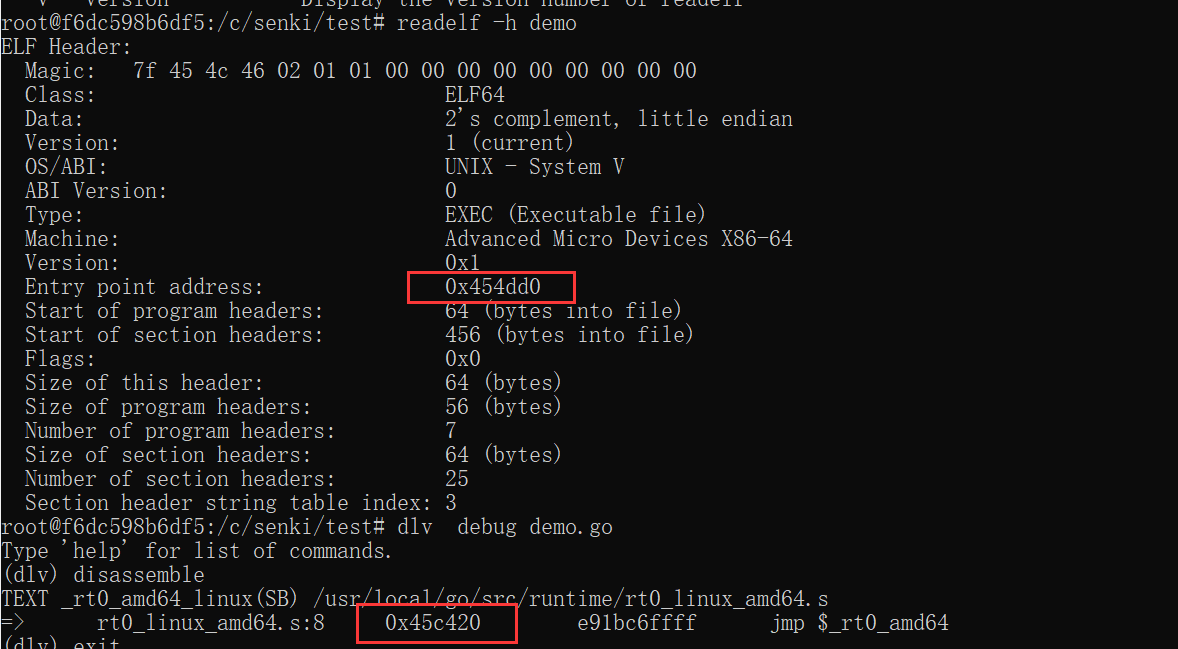 -v --version Display the version number of readelf
root@f6dc598b6df5:/c/senki/test# readelf -h demo
ELF Header:
Magic: 7f 45 4c 46 02 01 01 00 00 00 00 00 00 00 00 00
Class: ELF64
Data: 2's complement, little endian
Version: 1 (current)
OS/ABI: UNIX - System V
ABI Version: 0
Type: EXEC (Executable file)
Machine: Advanced Micro Devices X86-64
Version: 0x1
Entry point address: 0x454dd0
Start of program headers: 64 (bytes into file)
Start of section headers: 456 (bytes into file)
Flags: 0x0
Size of this header: 64 (bytes)
Size of program headers: 56 (bytes)
Number of program headers: 7
Size of section headers: 64 (bytes)
Number of section headers: 25
Section header string table index: 3
root@f6dc598b6df5:/c/senki/test# dlv  debug demo.go
Type 'help' for list of commands.
(dlv) disassemble
TEXT _rt0_amd64_linux(SB) /usr/local/go/src/runtime/rt0_linux_amd64.s
=> rt0_linux_amd64.s:8 0x45c420 e91bc6ffff jmp $_rt0_amd64
(dlv) exit